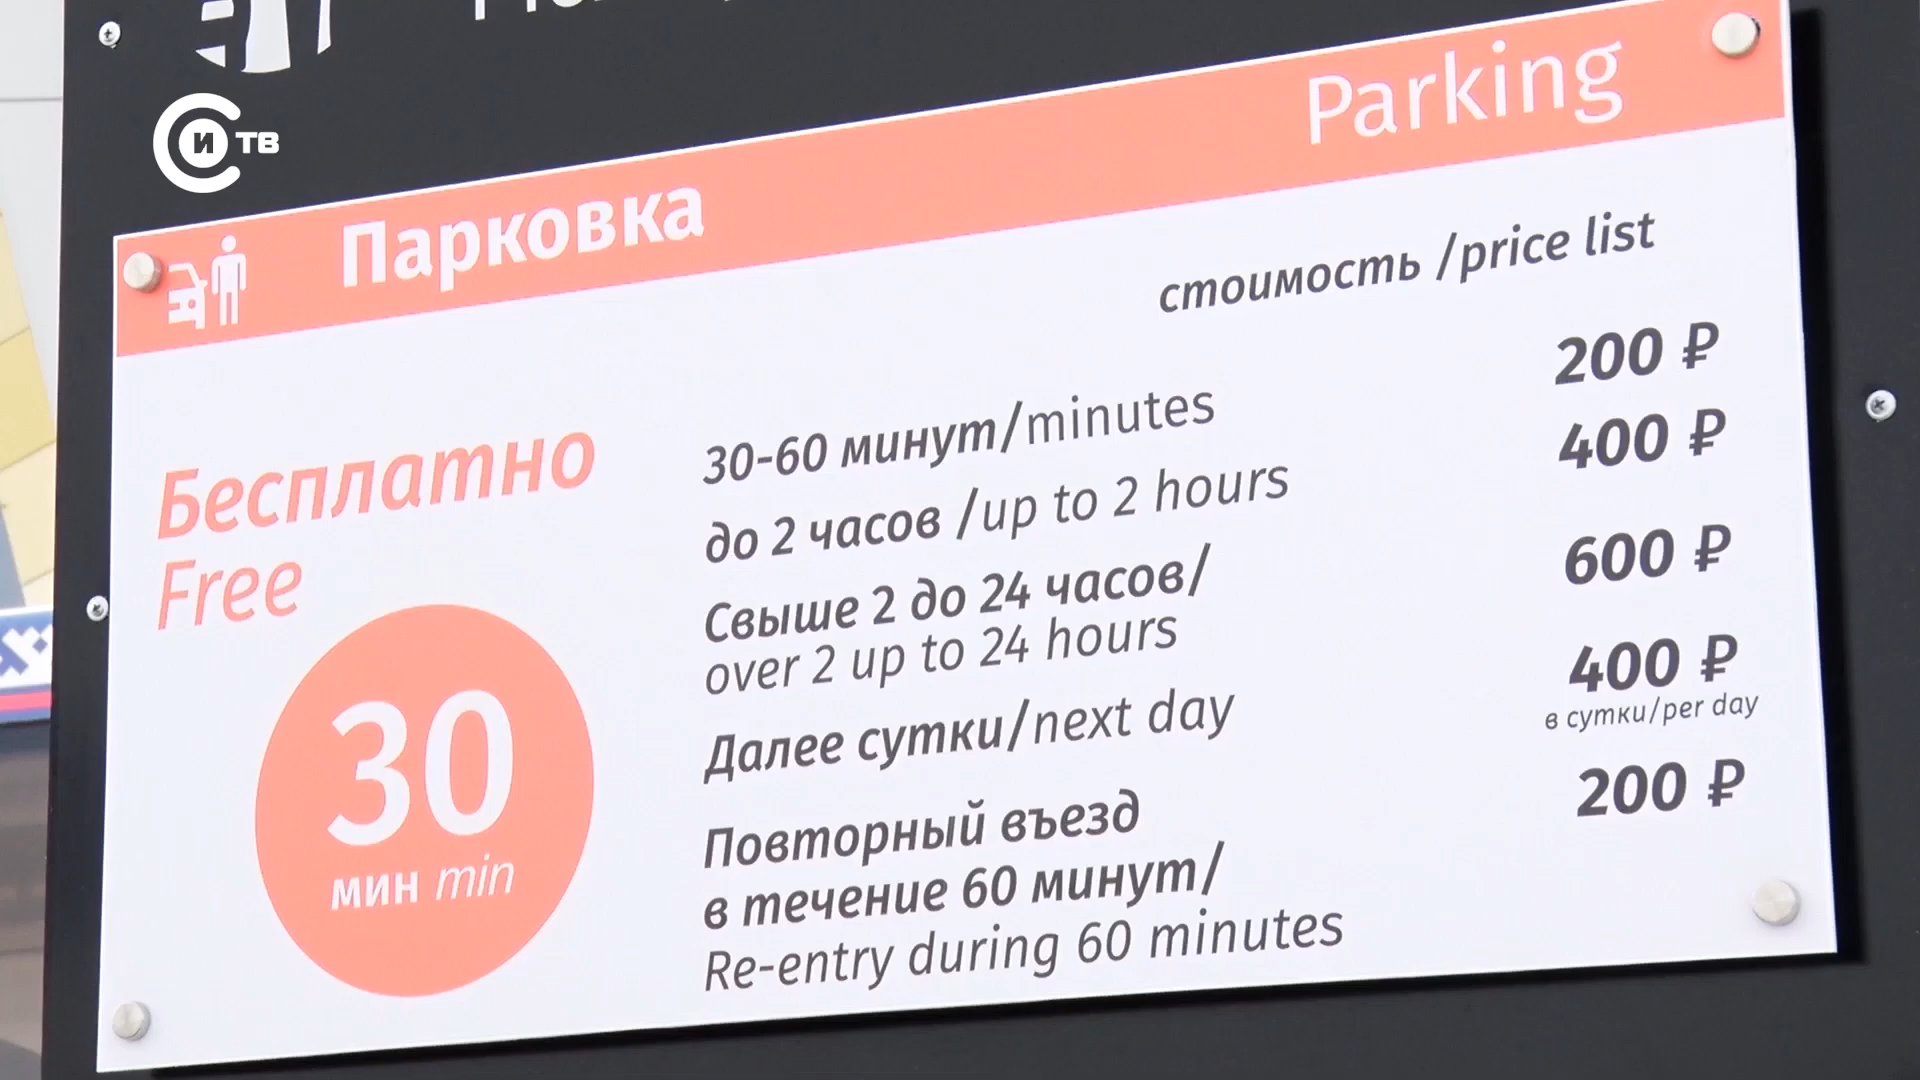 СИТВ
Парковка Parking
стоимость /price list
Бесплатно
Free
30
мин min
30-60 минут/minutes 200 ₽
до 2 часов /up to 2 hours 400 ₽
Свыше 2 до 24 часов/ 600 ₽
over 2 up to 24 hours
Далее сутки/next day 400 ₽
в сутки/per day
Повторный въезд 200 ₽
в течение 60 минут/
Re-entry during 60 minutes